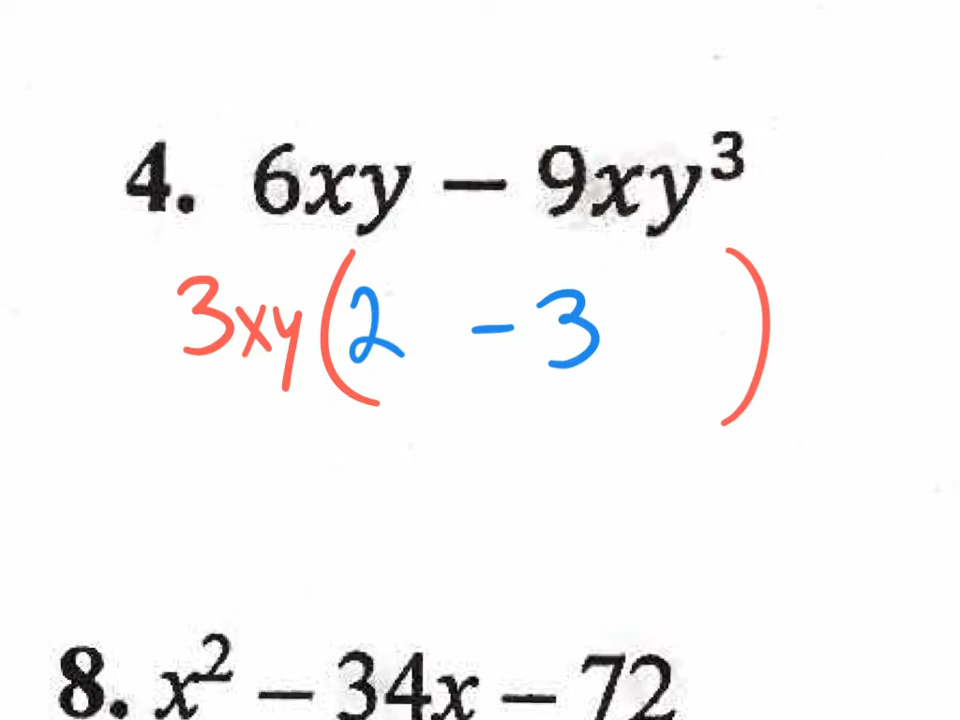 4. 6xy − 9xy³
3xy(2 − 3 )
8. x² − 34x − 72